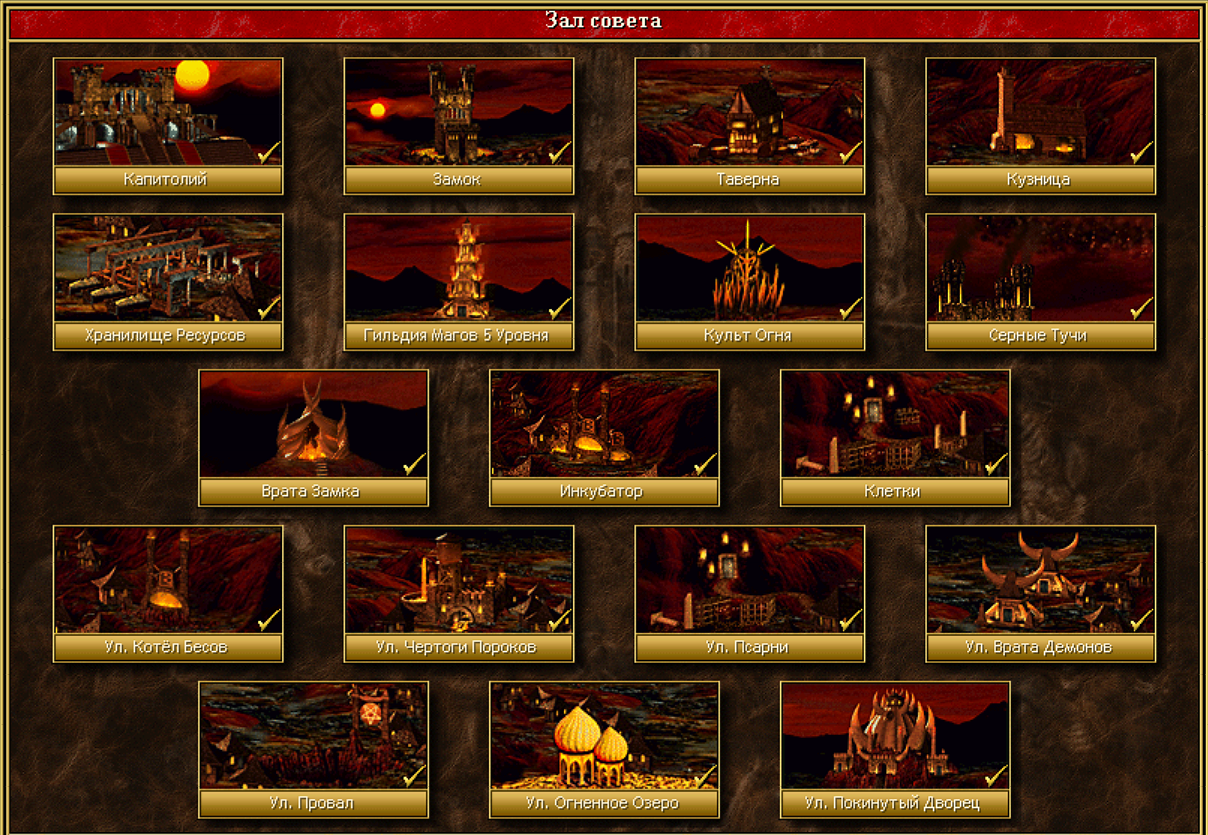 Зал совета
Капитолий
Замок
Таверна
Кузница
Хранилище Ресурсов
Гильдия Магов 5 Уровня
Культ Огня
Серные Тучи
Врата Замка
Инкубатор
Клетки
Ул. Котёл Бесов
Ул. Чертоги Пороков
Ул. Псарни
Ул. Врата Демонов
Ул. Провал
Ул. Огненное Озеро
Ул. Покинутый Дворец